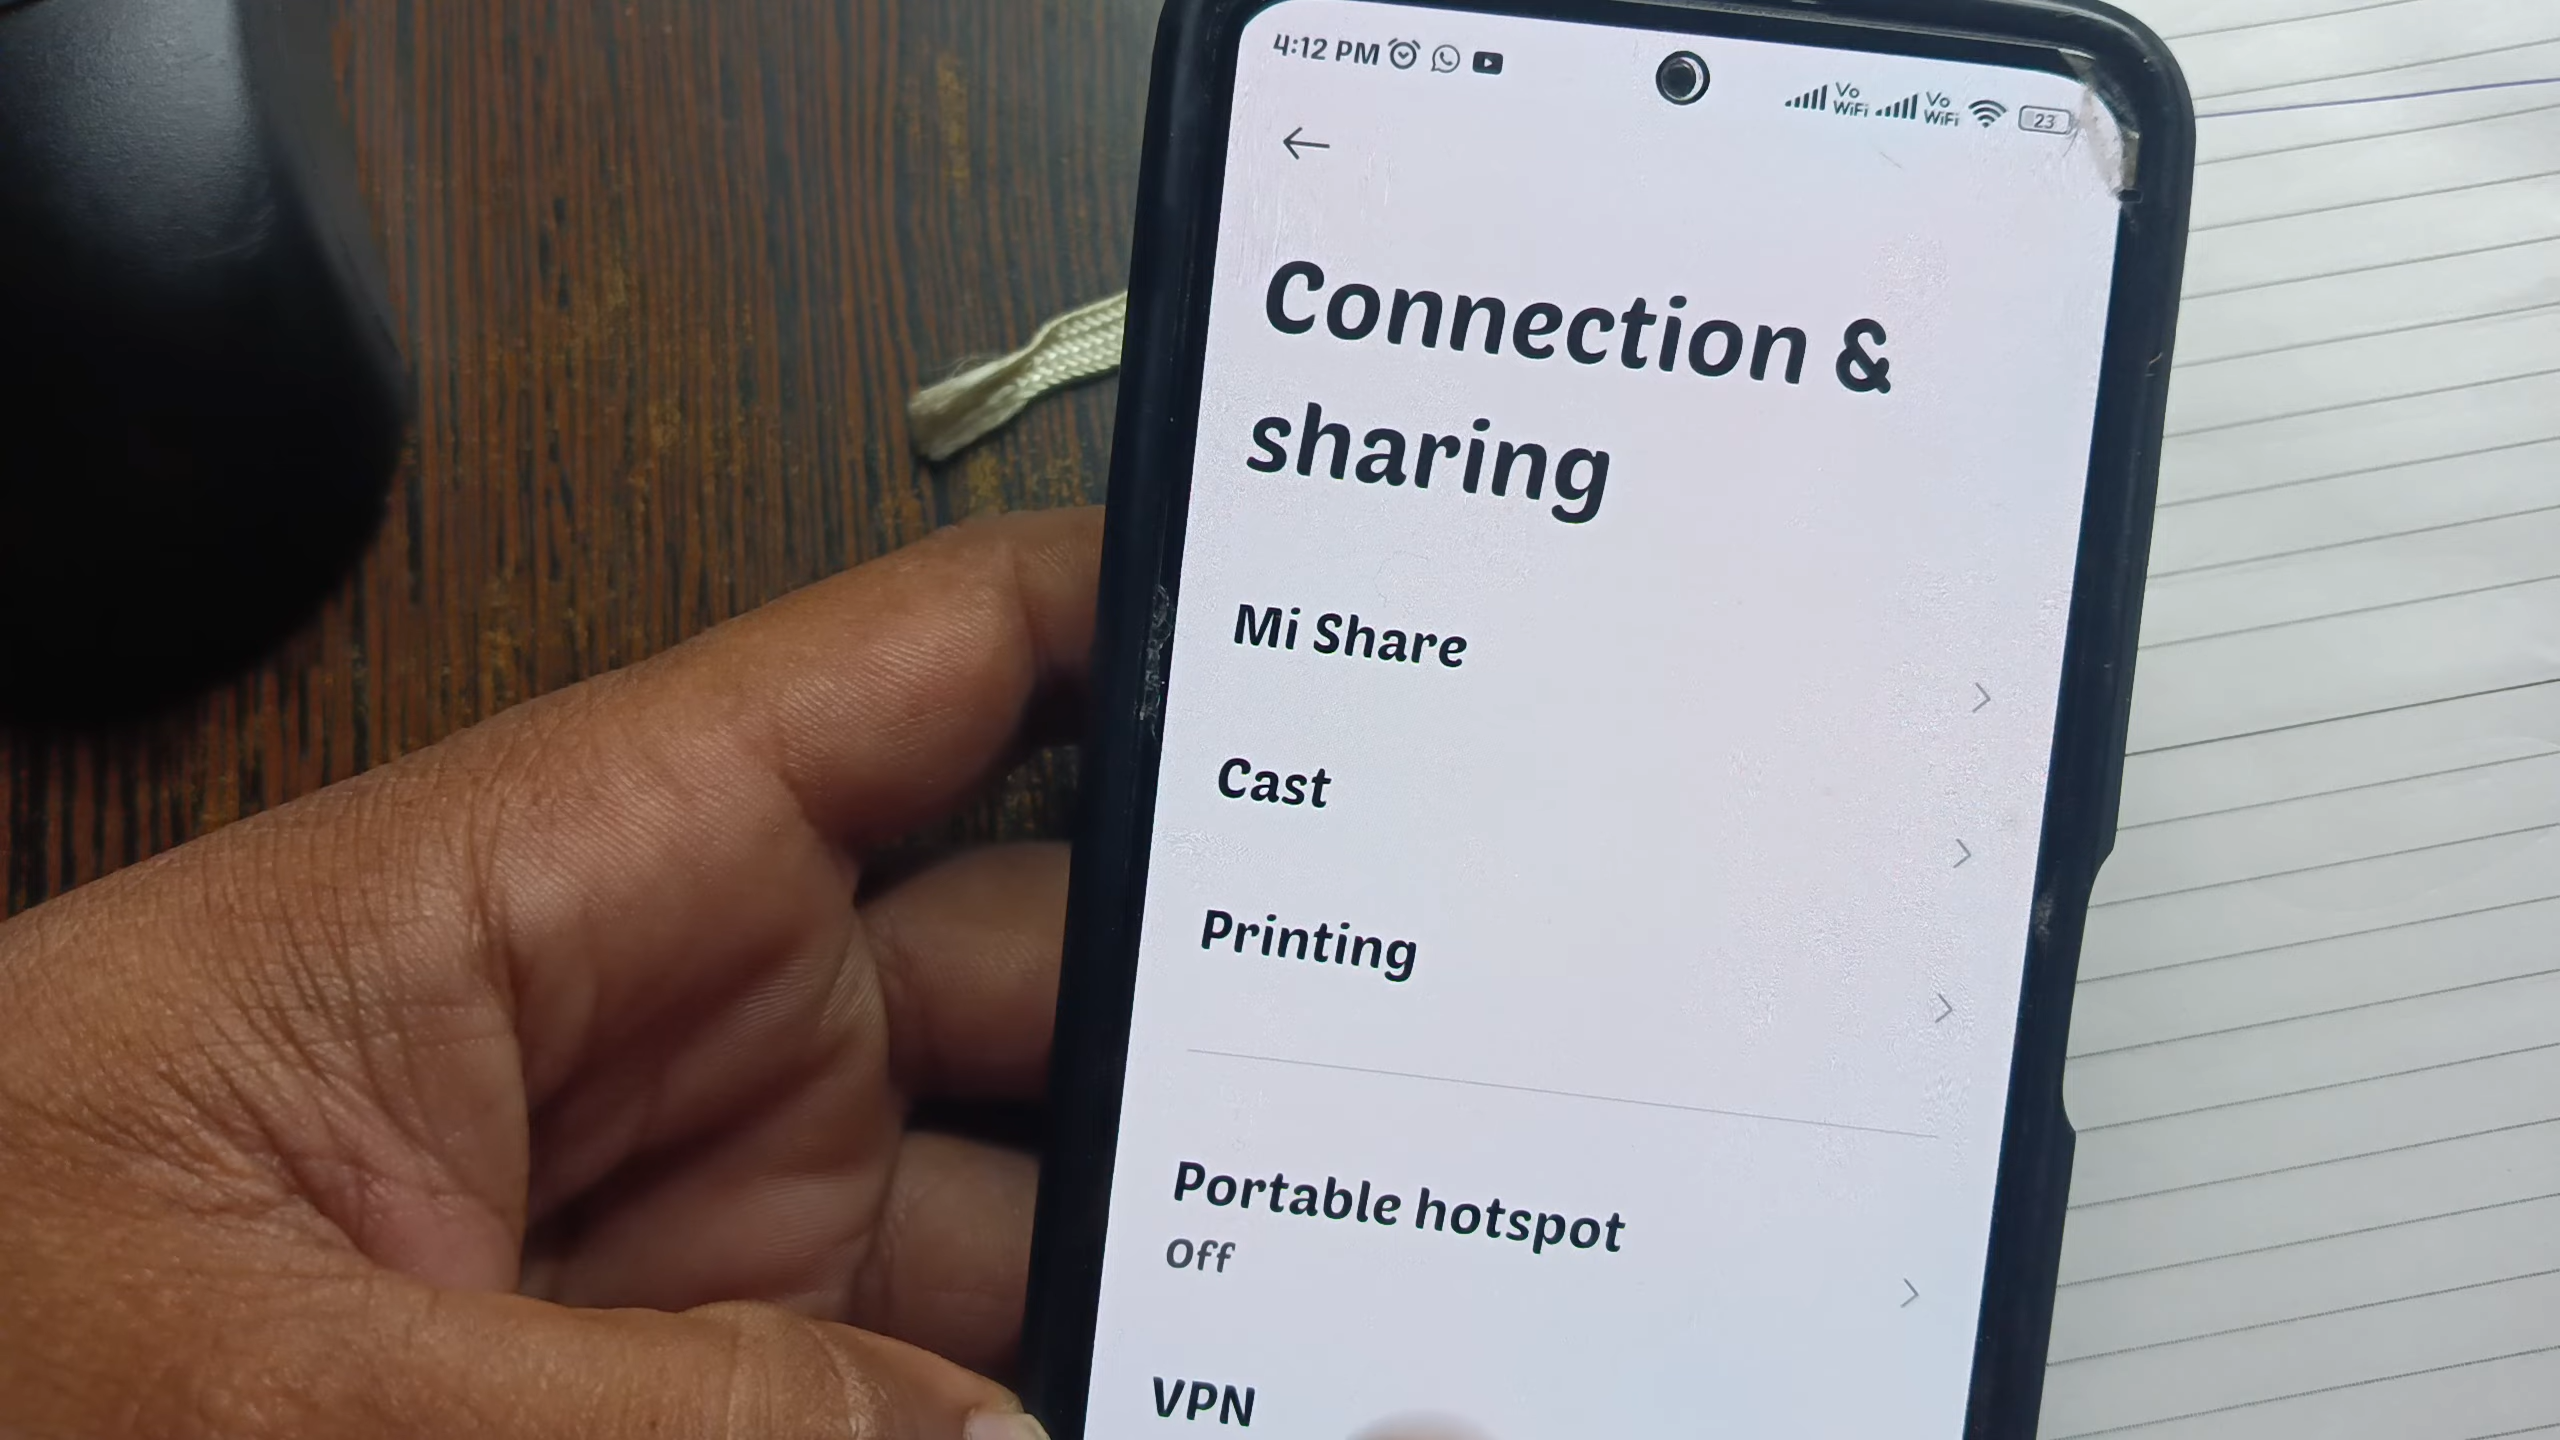 4:12 PM
Vo WiFi Vo WiFi 23
Connection &
sharing
Mi Share
Cast
Printing
Portable hotspot
Off
VPN